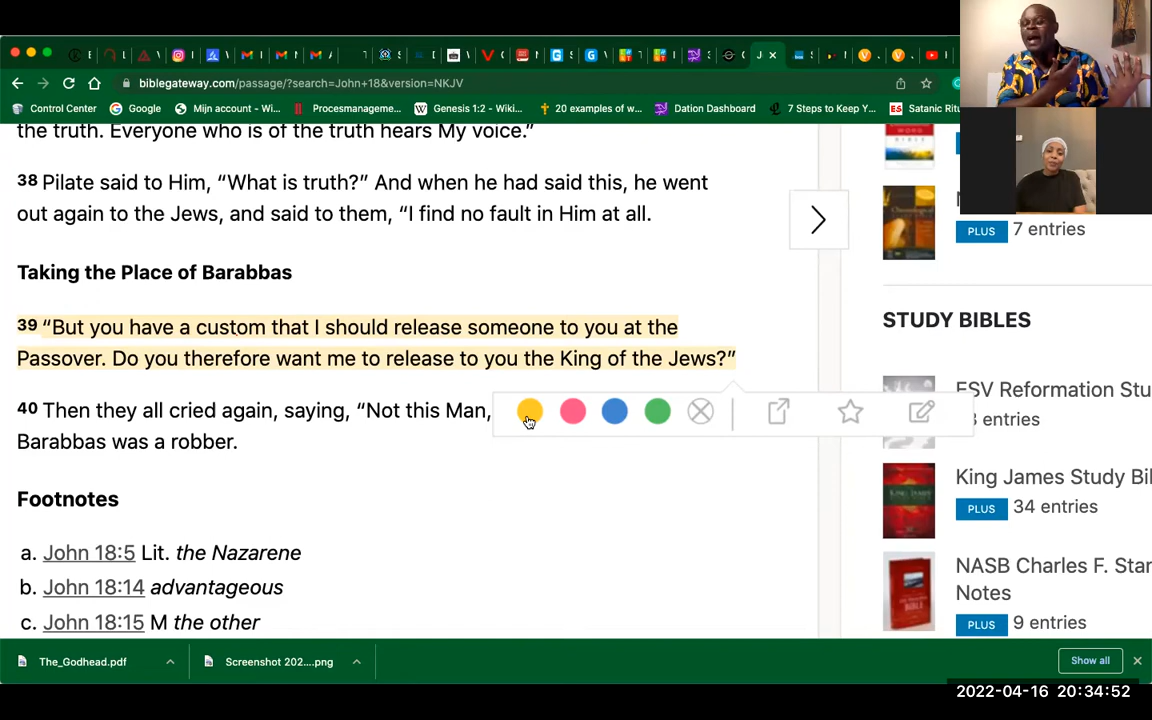 biblegateway.com/passage/?search=John+18&version=NKJV
Control Center
Google
Mijn account - Wi...
Procesmanageme...
Genesis 1:2 - Wiki...
20 examples of w...
Dation Dashboard
7 Steps to Keep Y...
Satanic Ritu
the truth. Everyone who is of the truth hears My voice.”
38 Pilate said to Him, “What is truth?” And when he had said this, he went
out again to the Jews, and said to them, “I find no fault in Him at all.
Taking the Place of Barabbas
39 “But you have a custom that I should release someone to you at the
Passover. Do you therefore want me to release to you the King of the Jews?”
40 Then they all cried again, saying, “Not this Man,
Barabbas was a robber.
Footnotes
a. John 18:5 Lit. the Nazarene
b. John 18:14 advantageous
c. John 18:15 M the other
PLUS 7 entries
STUDY BIBLES
ESV Reformation Stu
entries
King James Study Bil
PLUS 34 entries
NASB Charles F. Star
Notes
PLUS 9 entries
The_Godhead.pdf
Screenshot 202....png
Show all
2022-04-16 20:34:52